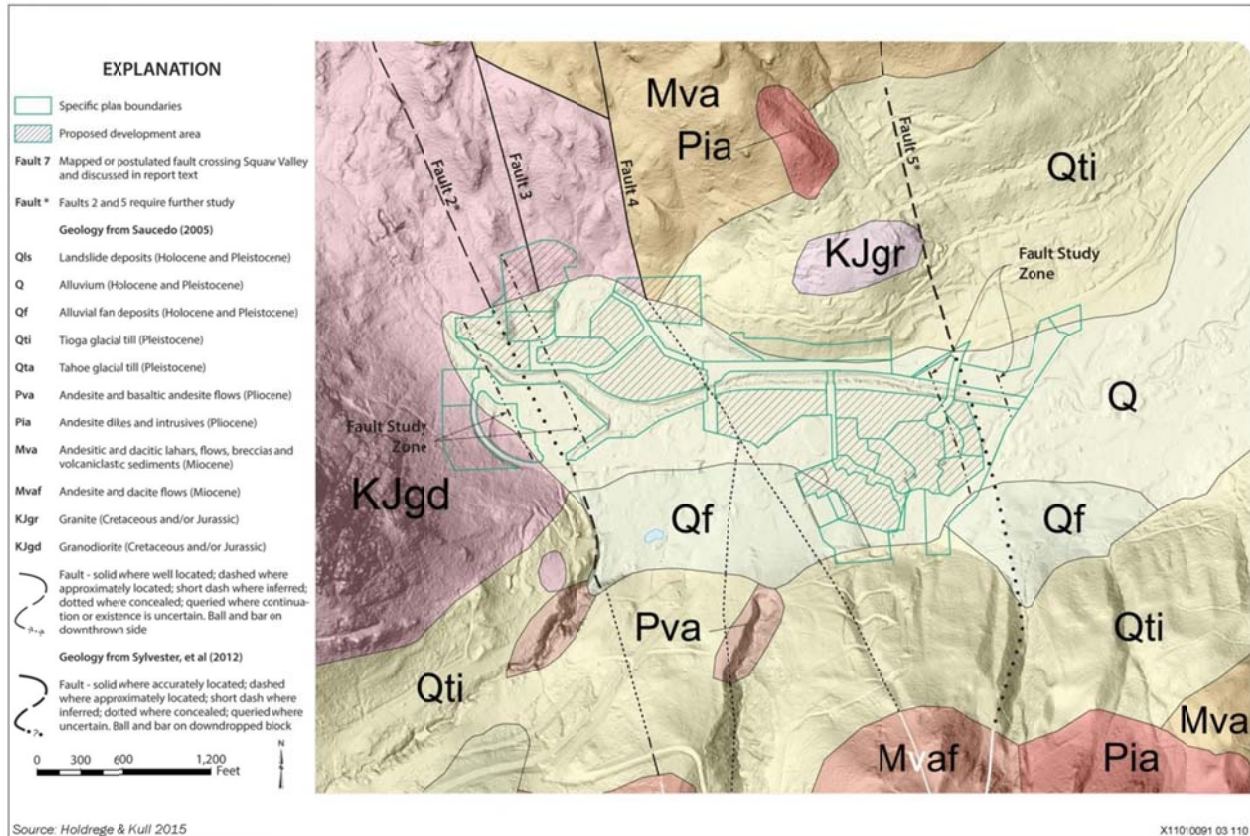 EXPLANATION
Specific plan boundaries
Proposed development area
Fault 7 Mapped or postulated fault crossing Squaw Valley
and discussed in report text
Fault * Faults 2 and 5 require further study
Geology from Saucedo (2005)
Qls Landslide deposits (Holocene and Pleistocene)
Q Alluvium (Holocene and Pleistocene)
Qf Alluvial fan deposits (Holocene and Pleistocene)
Qti Tioga glacial till (Pleistocene)
Qta Tahoe glacial till (Pleistocene)
Pva Andesite and basaltic andesite flows (Pliocene)
Pia Andesite dikes and intrusives (Pliocene)
Mva Andesitic and dacitic lahars, flows, breccias and
volcaniclastic sediments (Miocene)
Mvaf Andesite and dacite flows (Miocene)
KJgr Granite (Cretaceous and/or Jurassic)
KJgd Granodiorite (Cretaceous and/or Jurassic)
Fault - solid where well located; dashed where
approximately located; short dash where inferred;
dotted where concealed; queried where continua-
tion or existence is uncertain. Ball and bar on
downthrown side
Geology from Sylvester, et al (2012)
Fault - solid where accurately located; dashed
where approximately located; short dash where
inferred; dotted where concealed; queried where
uncertain. Ball and bar on downdropped block
0 300 600 1,200
Feet
N
Mva
Pia
Fault 2*
Fault 3
Fault 4
Fault 5*
Qti
KJgr
Fault Study
Zone
Q
Fault Study
Zone
KJgd
Qf
Qf
Pva
Qti
Qti
Mva
Mvaf
Pia
Source: Holdrege & Kull 2015
X110 0091 03 110